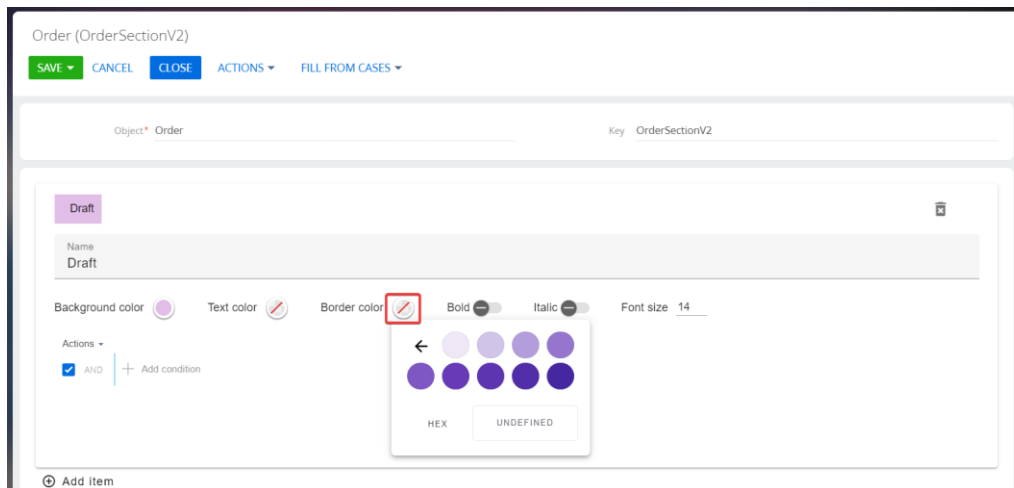 Order (OrderSectionV2)
SAVE CANCEL CLOSE ACTIONS FILL FROM CASES
Object* Order Key OrderSectionV2
Draft
Name
Draft
Background color Text color Border color Bold Italic Font size 14
Actions
AND Add condition
HEX UNDEFINED
Add item